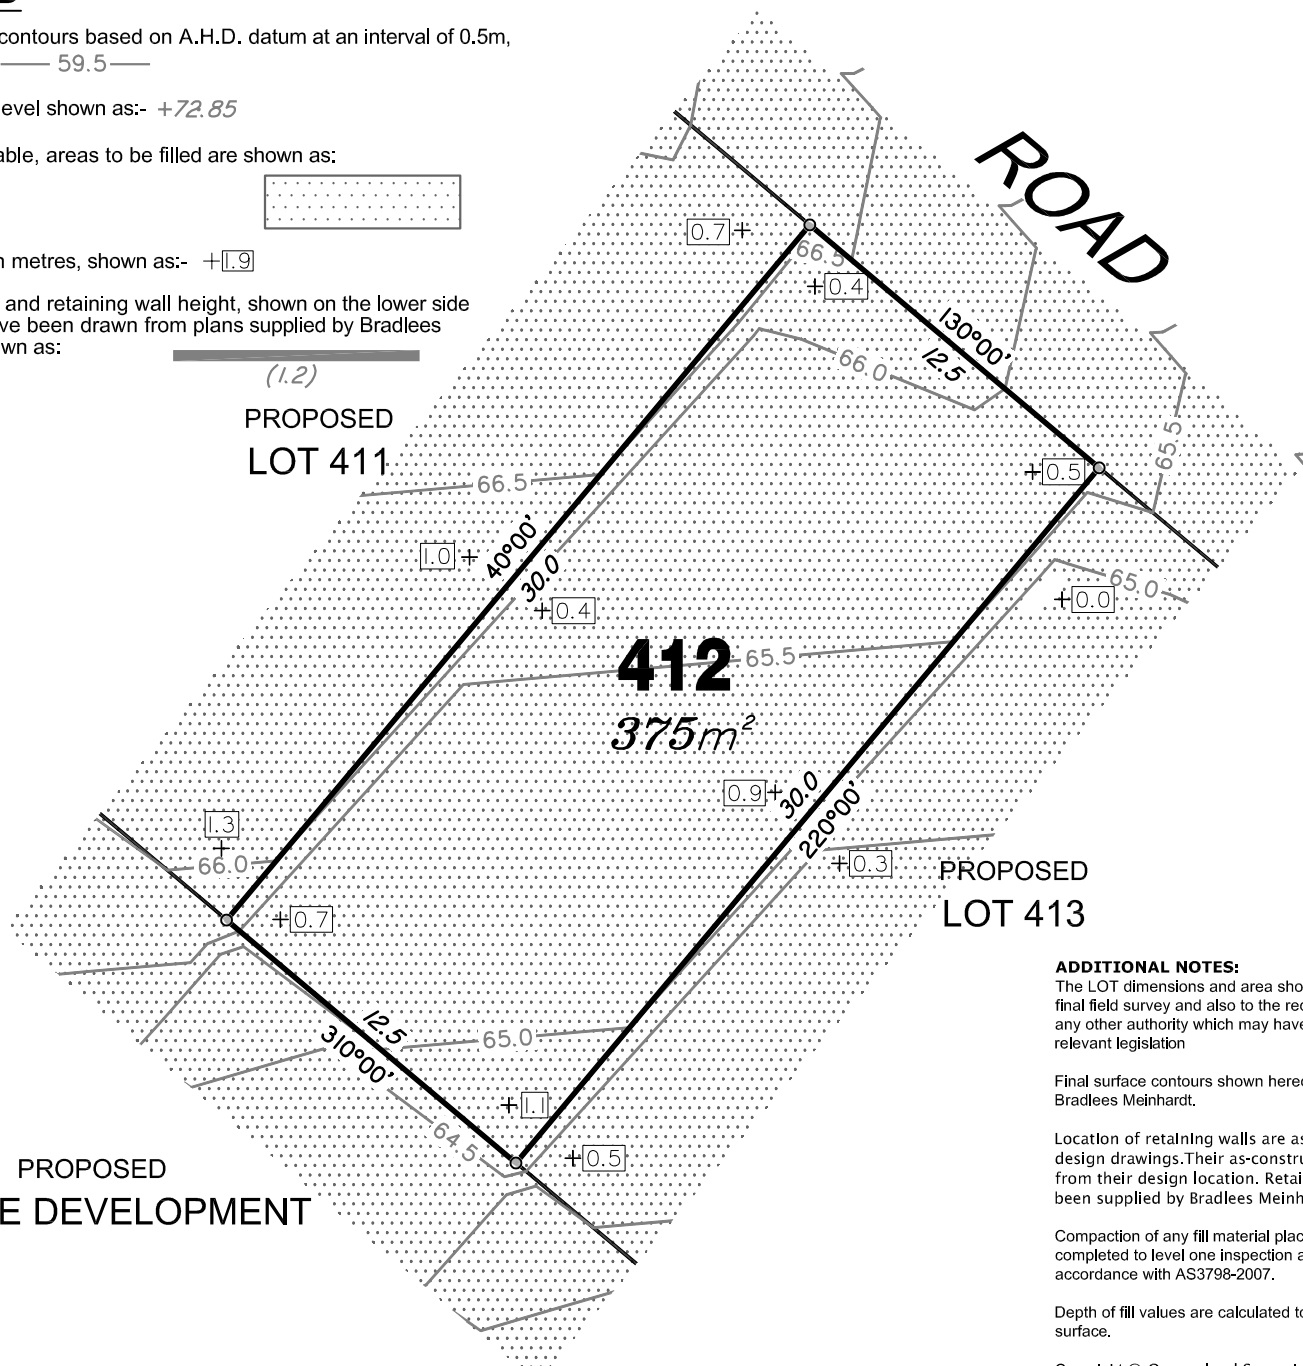 contours based on A.H.D. datum at an interval of 0.5m,
59.5
evel shown as:- +72.85
able, areas to be filled are shown as:
n metres, shown as:- +1.9
and retaining wall height, shown on the lower side
ve been drawn from plans supplied by Bradlees
wn as:
(1.2)
ROAD
0.7
66.5
0.4
130°00'
12.5
66.0
PROPOSED
LOT 411
66.5
0.5
65.5
1.0
40°00'
30.0
0.4
65.0
0.0
412
375m²
65.5
0.9
30.0
220°00'
1.3
66.0
0.3
PROPOSED
LOT 413
0.7
12.5
310°00'
65.0
1.1
64.5
0.5
PROPOSED
E DEVELOPMENT
ADDITIONAL NOTES:
The LOT dimensions and area sho
final field survey and also to the rec
any other authority which may have
relevant legislation
Final surface contours shown hered
Bradlees Meinhardt.
Location of retaining walls are as
design drawings.Their as-constru
from their design location. Retai
been supplied by Bradlees Meinh
Compaction of any fill material plac
completed to level one inspection a
accordance with AS3798-2007.
Depth of fill values are calculated to
surface.